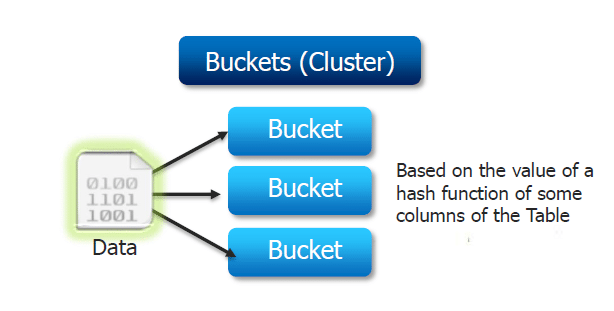 Buckets (Cluster)
Bucket
Bucket
Bucket
0100
1101
1001
Data
Based on the value of a
hash function of some
columns of the Table